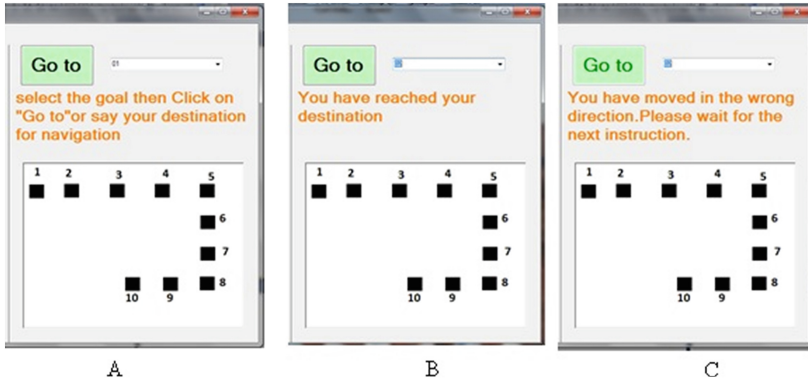 Go to
01
select the goal then Click on
"Go to"or say your destination
for navigation
1 2 3 4 5
6
7
8
10 9
A
Go to
You have reached your
destination
1 2 3 4 5
6
7
8
10 9
B
Go to
You have moved in the wrong
direction.Please wait for the
next instruction.
1 2 3 4 5
6
7
8
10 9
C